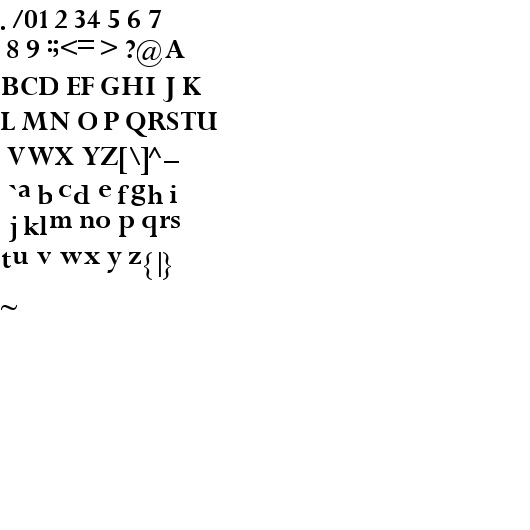 . /01 2 34 5 6 7
8 9 :;<= > ?@A
BCD EF GHI J K
L MN O P QRSTU
VWX YZ[\]^_
`a b cd e fgh i
j klm no p qrs
tu v wx y z{|}
~